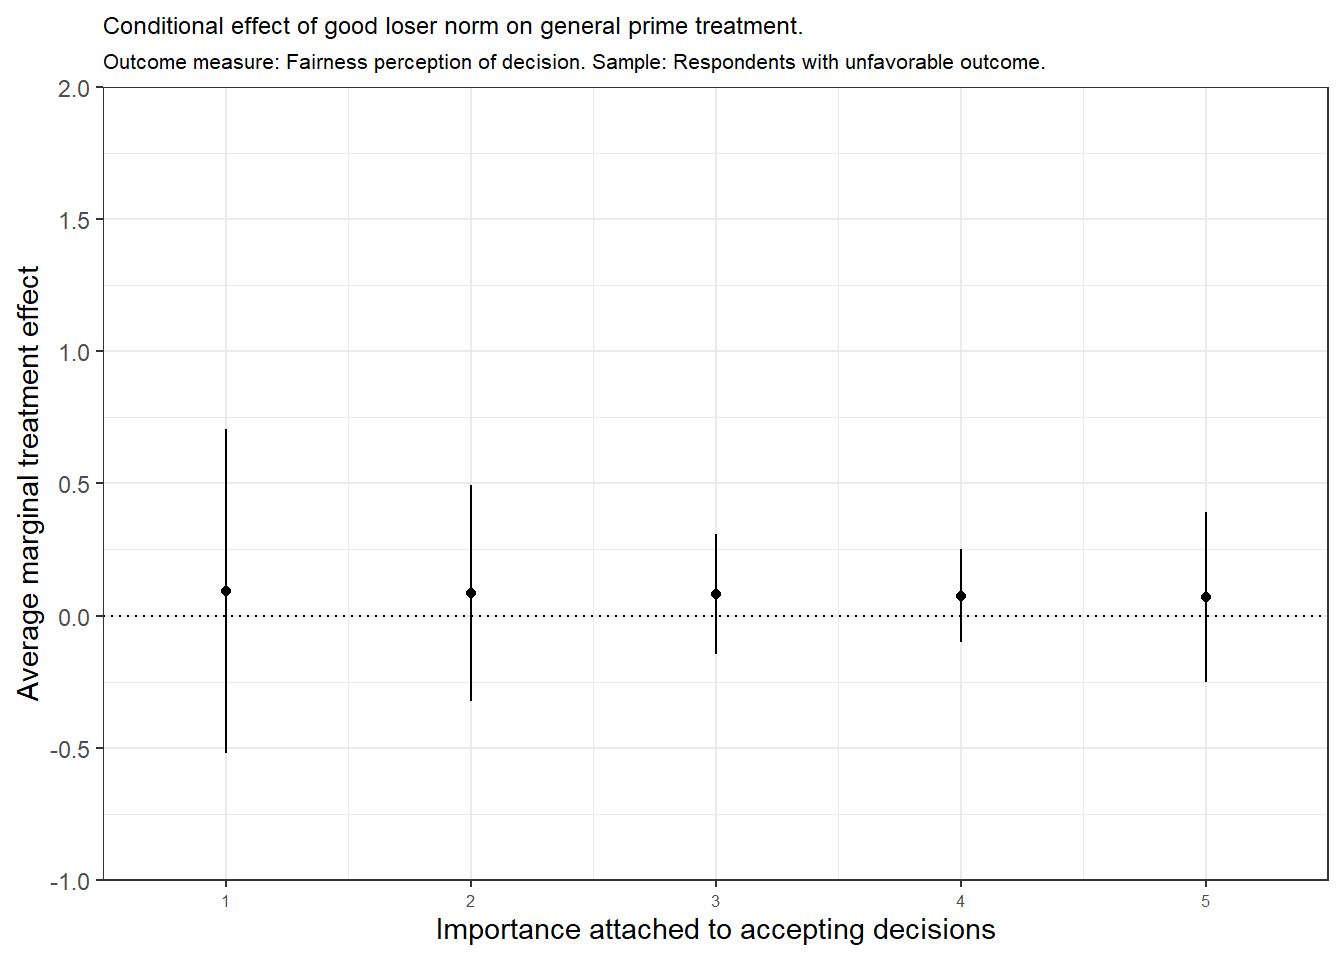 Conditional effect of good loser norm on general prime treatment.
Outcome measure: Fairness perception of decision. Sample: Respondents with unfavorable outcome.
Average marginal treatment effect
2.0
1.5
1.0
0.5
0.0
-0.5
-1.0
1 2 3 4 5
Importance attached to accepting decisions